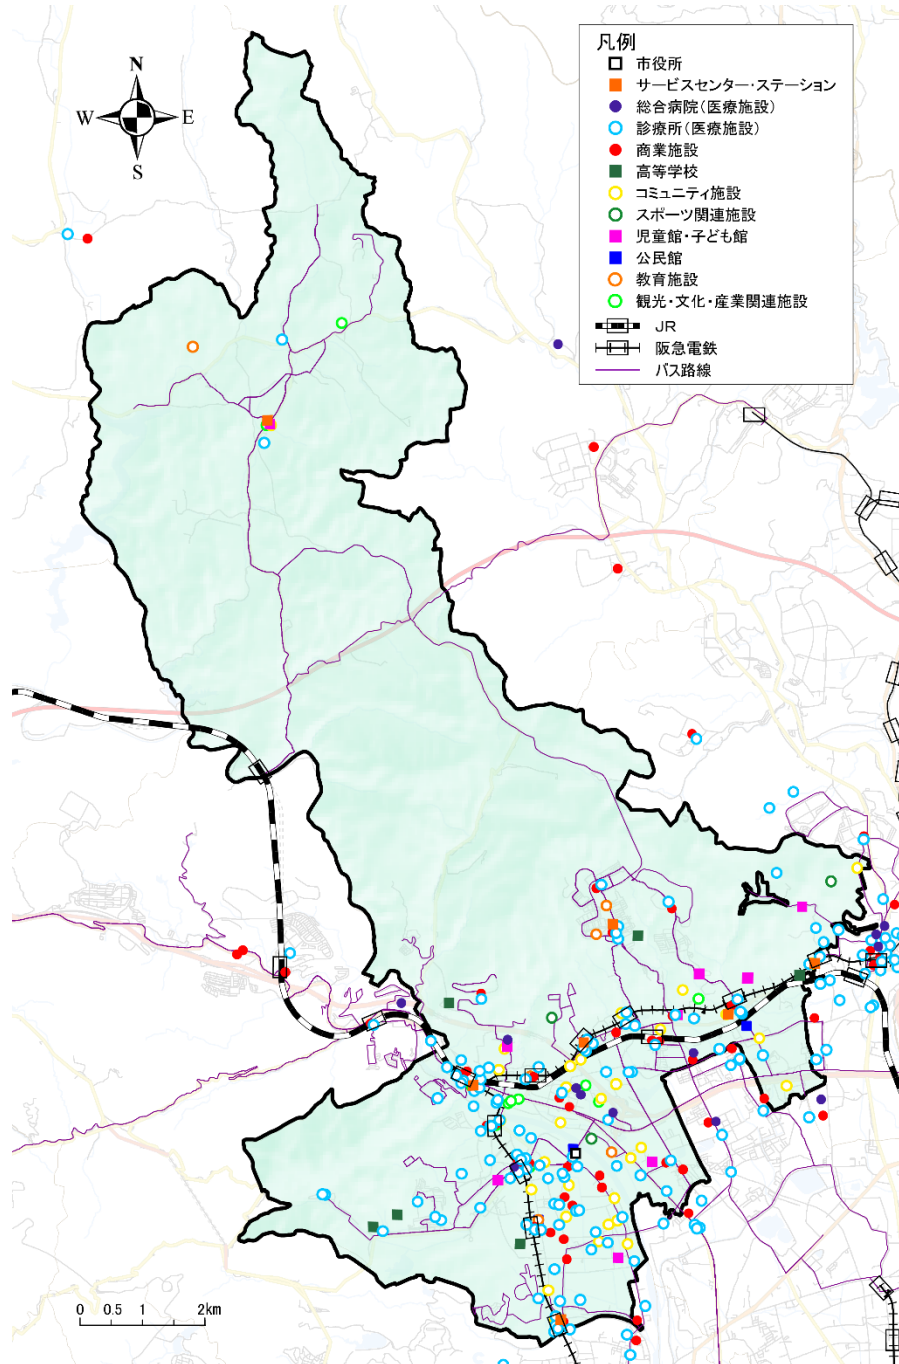 N
W
E
S
凡例
市役所
サービスセンター・ステーション
総合病院(医療施設)
診療所(医療施設)
商業施設
高等学校
コミュニティ施設
スポーツ関連施設
児童館・子ども館
公民館
教育施設
観光・文化・産業関連施設
JR
阪急電鉄
バス路線
0 0.5 1 2km